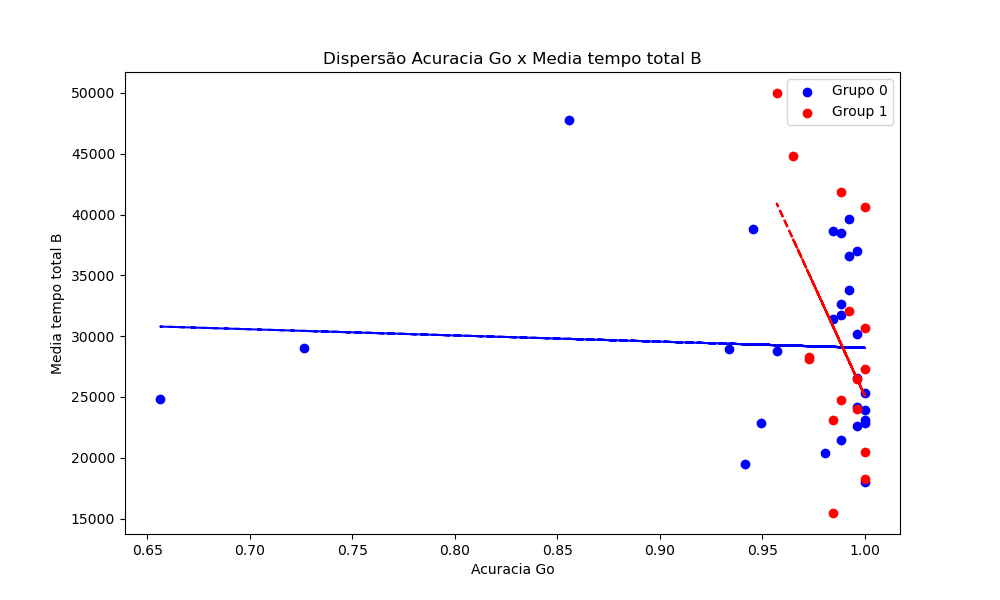 Dispersão Acuracia Go x Media tempo total B
Grupo 0
Group 1
Media tempo total B
50000
45000
40000
35000
30000
25000
20000
15000
0.65 0.70 0.75 0.80 0.85 0.90 0.95 1.00
Acuracia Go